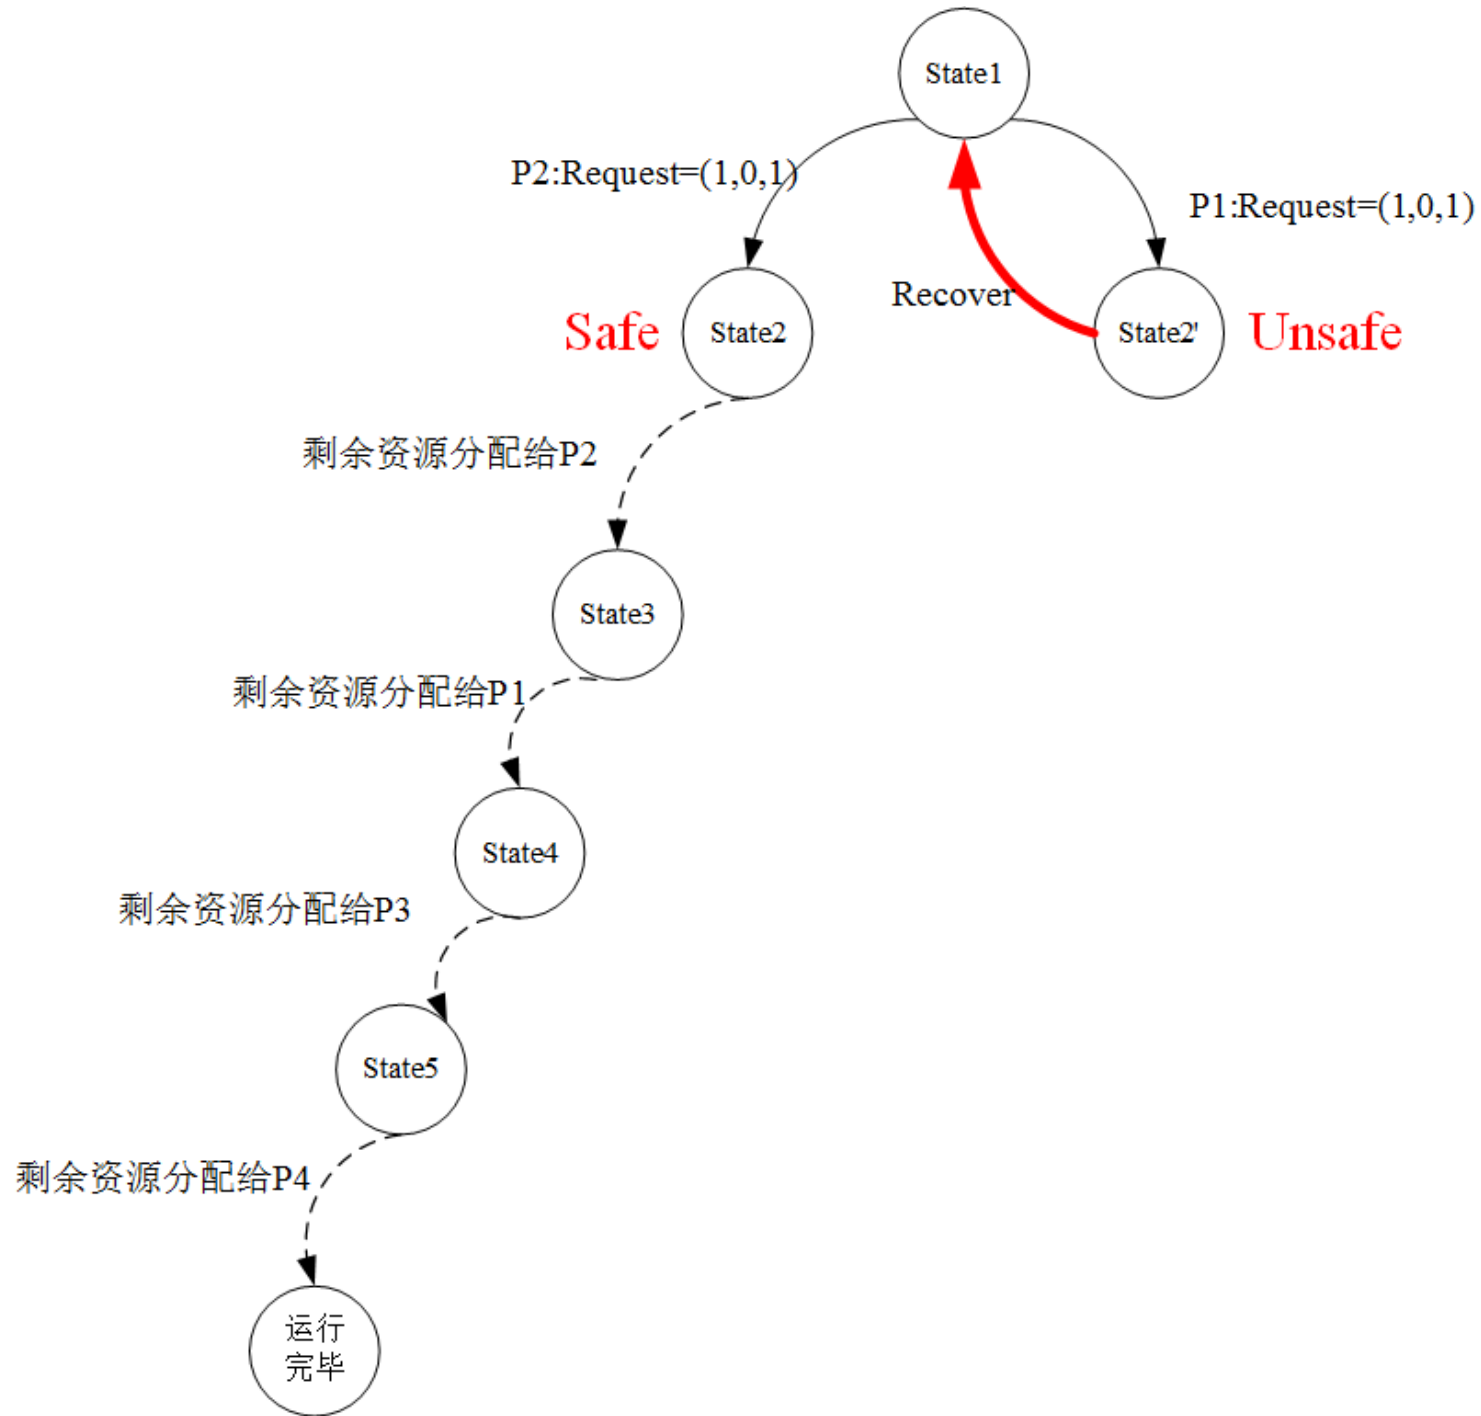 State1
P2:Request=(1,0,1)
P1:Request=(1,0,1)
Recover
Safe
State2
State2'
Unsafe
剩余资源分配给P2
State3
剩余资源分配给P1
State4
剩余资源分配给P3
State5
剩余资源分配给P4
运行
完毕